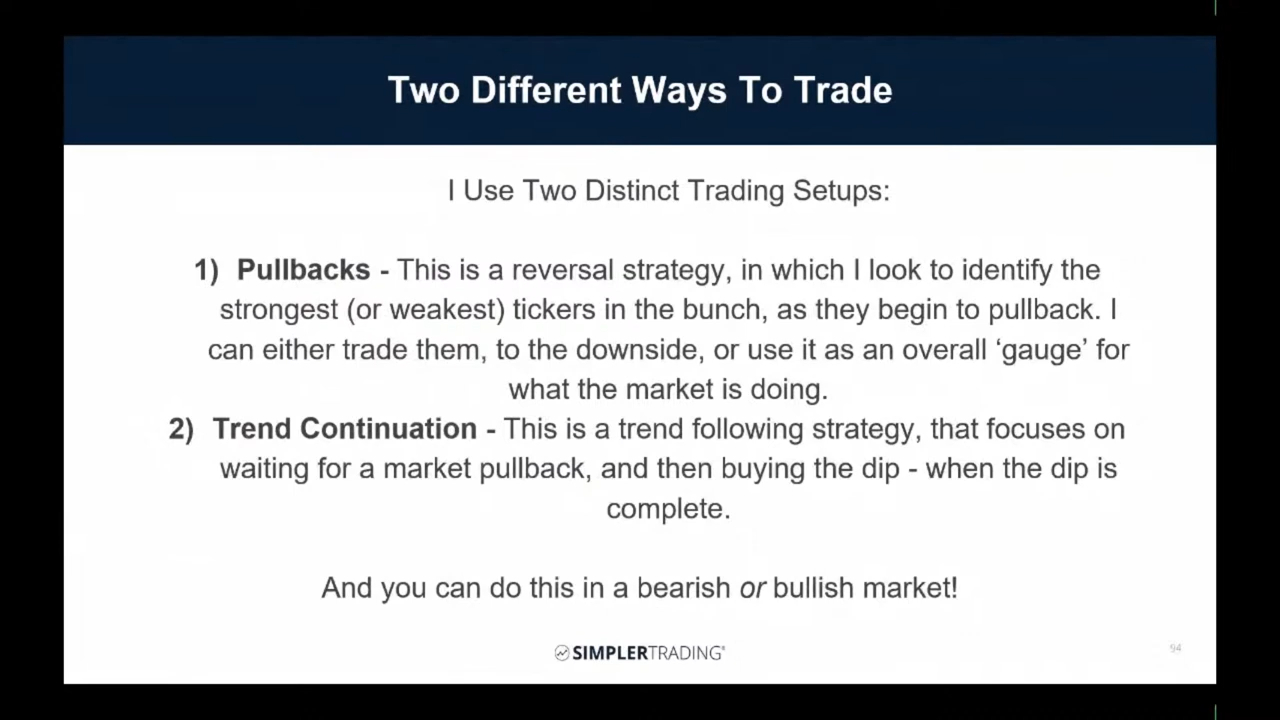 Two Different Ways To Trade
I Use Two Distinct Trading Setups:
1) Pullbacks - This is a reversal strategy, in which I look to identify the
strongest (or weakest) tickers in the bunch, as they begin to pullback. I
can either trade them, to the downside, or use it as an overall ‘gauge’ for
what the market is doing.
2) Trend Continuation - This is a trend following strategy, that focuses on
waiting for a market pullback, and then buying the dip - when the dip is
complete.
And you can do this in a bearish or bullish market!
SIMPLERTRADING®
94